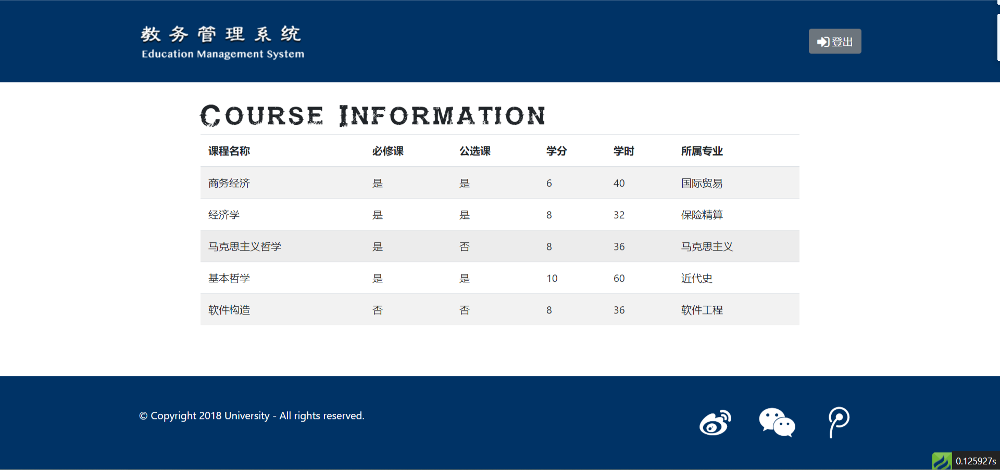 教务管理系统
Education Management System
登出
Course Information
课程名称 必修课 公选课 学分 学时 所属专业
商务经济 是 是 6 40 国际贸易
经济学 是 是 8 32 保险精算
马克思主义哲学 是 否 8 36 马克思主义
基本哲学 是 是 10 60 近代史
软件构造 否 否 8 36 软件工程
© Copyright 2018 University - All rights reserved.
0.125927s